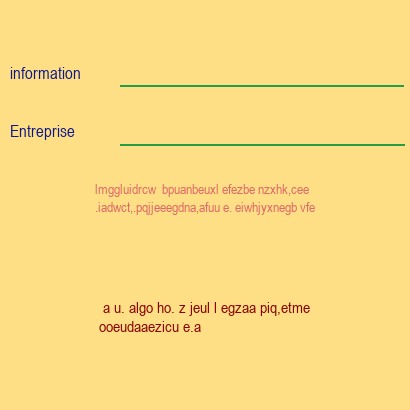 information
Entreprise
lmggluidrcw bpuanbeuxl efezbe nzxhk,cee
.iadwct,.pqjjeeegdna,afuu e. eiwhjyxnegb vfe
a u. algo ho. z jeul l egzaa piq,etme
ooeudaaezicu e.a